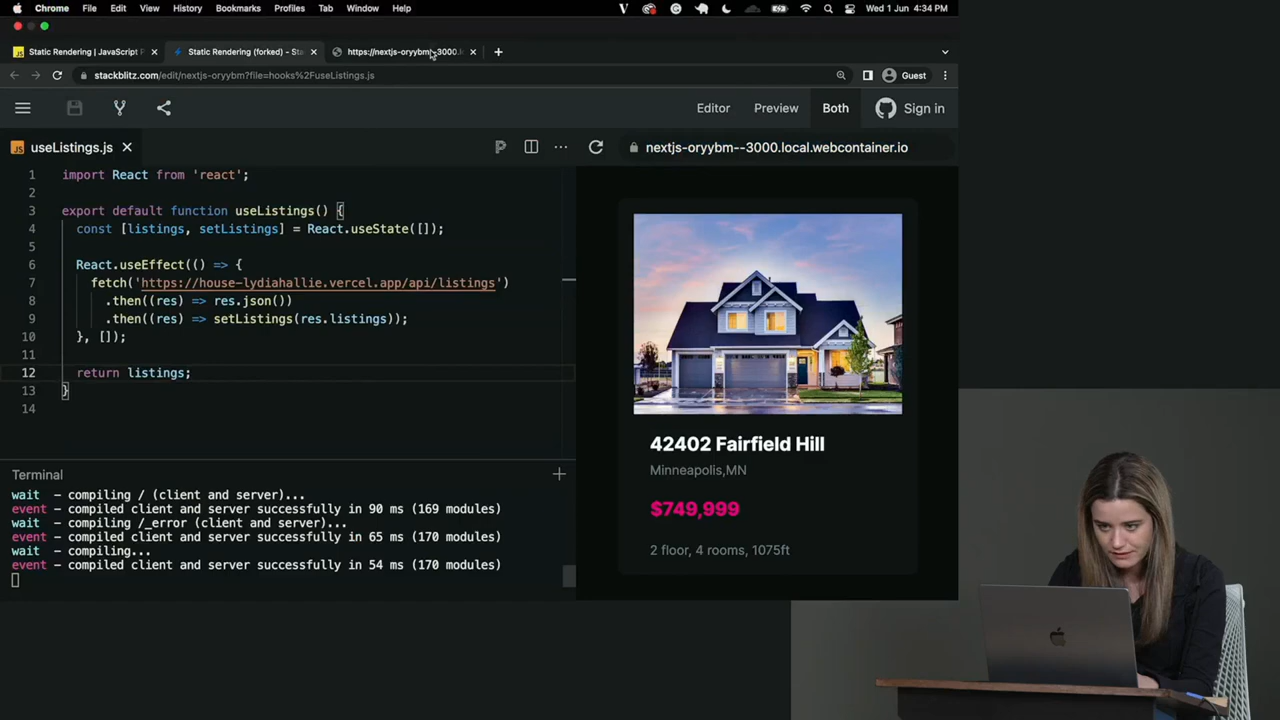 Chrome File Edit View History Bookmarks Profiles Tab Window Help
Wed 1 Jun 4:34 PM
Static Rendering | JavaScript P
Static Rendering (forked) - Sta
https://nextjs-oryybm--3000.lo
stackblitz.com/edit/nextjs-oryybm?file=hooks%2FuseListings.js
Guest
Editor Preview Both Sign in
JS useListings.js
nextjs-oryybm--3000.local.webcontainer.io
1 import React from 'react';
2
3 export default function useListings() {
4 const [listings, setListings] = React.useState([]);
5
6 React.useEffect(() => {
7 fetch('https://house-lydiahallie.vercel.app/api/listings')
8 .then((res) => res.json())
9 .then((res) => setListings(res.listings));
10 }, []);
11
12 return listings;
13 }
14
Terminal
wait - compiling / (client and server)...
event - compiled client and server successfully in 90 ms (169 modules)
wait - compiling /_error (client and server)...
event - compiled client and server successfully in 65 ms (170 modules)
wait - compiling...
event - compiled client and server successfully in 54 ms (170 modules)
42402 Fairfield Hill
Minneapolis,MN
$749,999
2 floor, 4 rooms, 1075ft